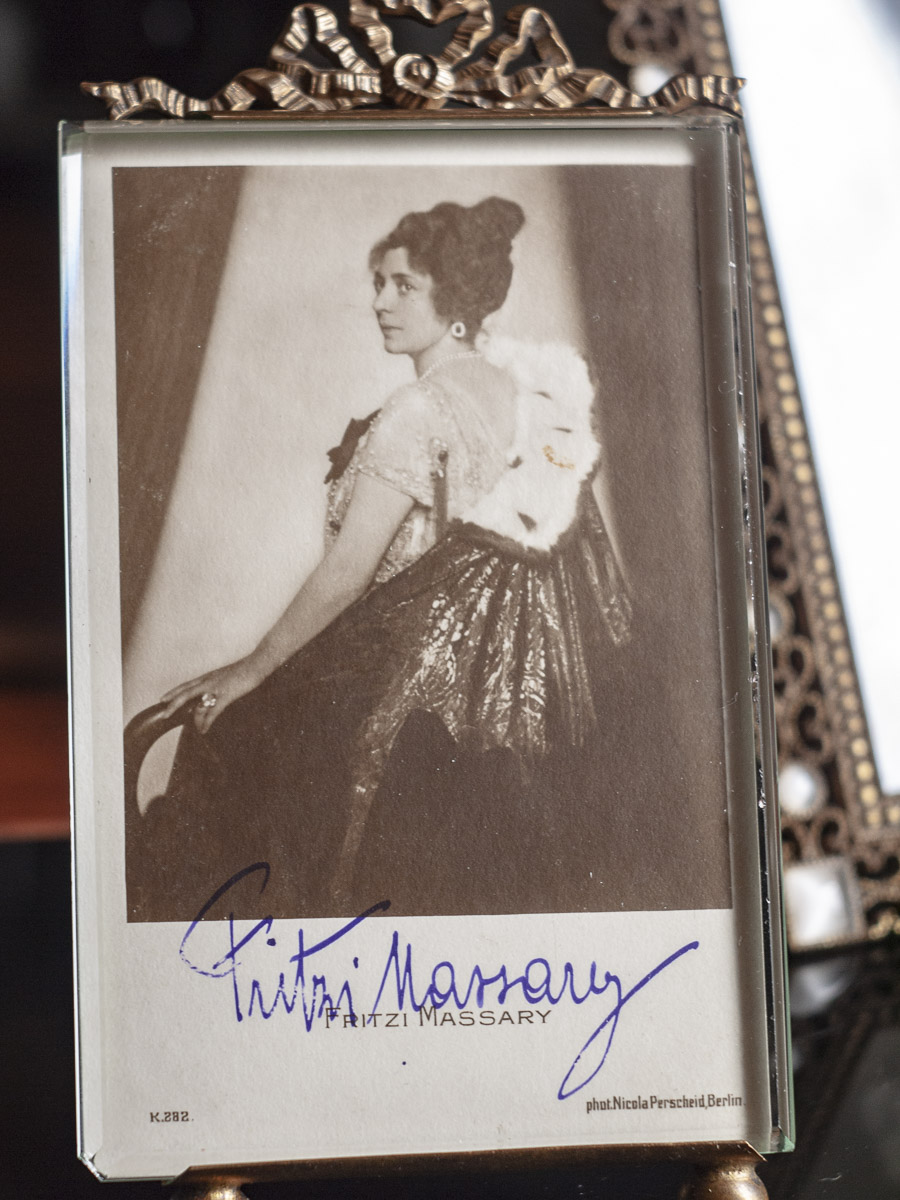 Fritzi Massary
FRITZI MASSARY
K.282.
phot.Nicola Perscheid,Berlin.